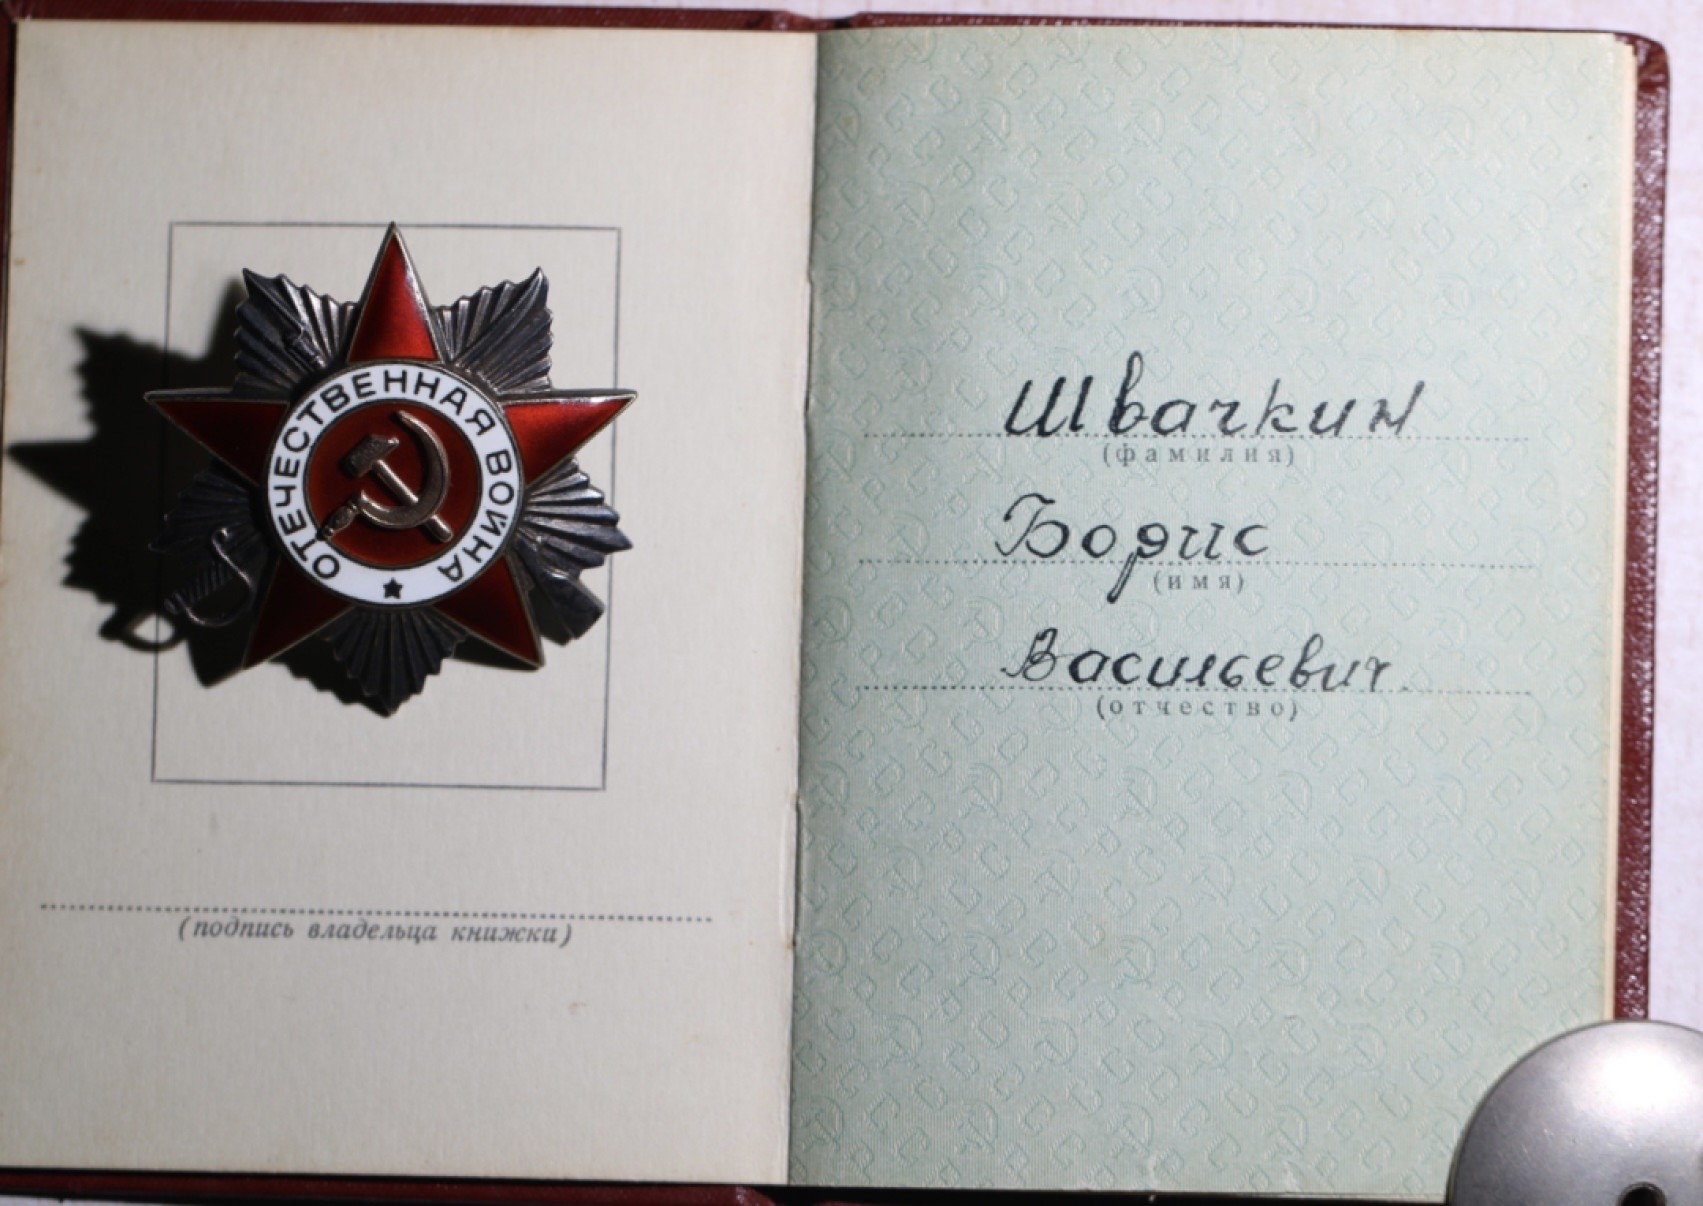 ОТЕЧЕСТВЕННАЯ ВОЙНА
(подпись владельца книжки)
Швачкин
(фамилия)
Борис
(имя)
Васильевич
(отчество)